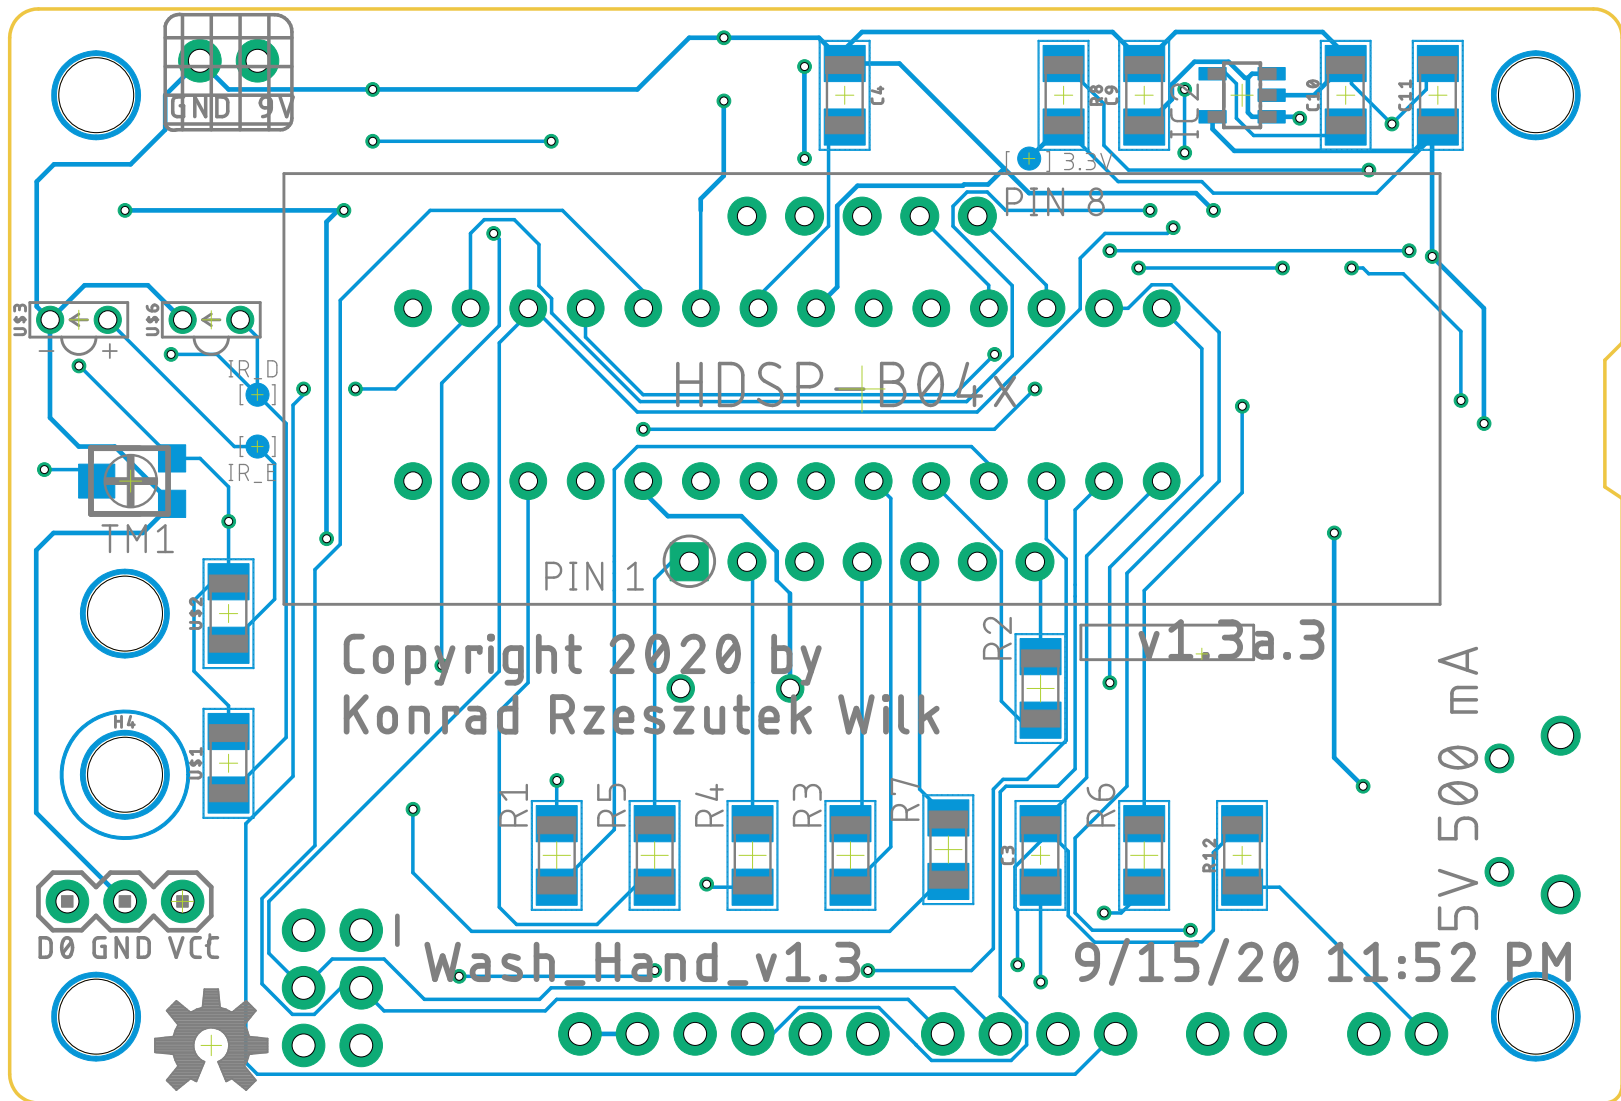 GND 9V
C4
R8
C9
IC2
C10
C11
[ ] 3.3V
PIN 8
U$3
U$6
- +
IR_D
[ ]
HDSP-B04x
[ ]
IR_E
TM1
PIN 1
U$2
R2
v1.3a.3
Copyright 2020 by
Konrad Rzeszutek Wilk
H4
U$1
5V 500 mA
R1
R5
R4
R3
R7
C3
R6
R12
D0 GND VCC
Wash_Hand_v1.3
9/15/20 11:52 PM